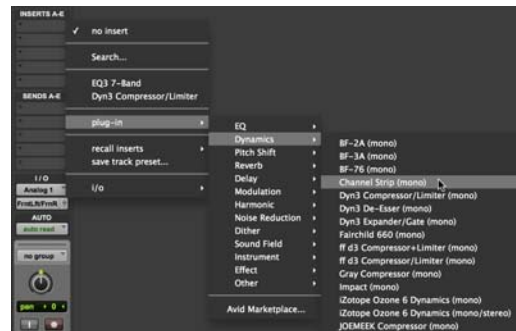 INSERTS A-E
SENDS A-E
I/O
Analog 1
FrntLft/FrnR
AUTO
auto read
no group
pan
0
✓ no insert
Search...
EQ3 7-Band
Dyn3 Compressor/Limiter
plug-in
recall inserts
save track preset...
i/o
EQ
Dynamics
Pitch Shift
Reverb
Delay
Modulation
Harmonic
Noise Reduction
Dither
Sound Field
Instrument
Effect
Other
Avid Marketplace...
BF-2A (mono)
BF-3A (mono)
BF-76 (mono)
Channel Strip (mono)
Dyn3 Compressor/Limiter (mono)
Dyn3 De-Esser (mono)
Dyn3 Expander/Gate (mono)
Fairchild 660 (mono)
ff d3 Compressor+Limiter (mono)
ff d3 Compressor/Limiter (mono)
Gray Compressor (mono)
Impact (mono)
iZotope Ozone 6 Dynamics (mono)
iZotope Ozone 6 Dynamics (mono/stereo)
JOEMEEK Compressor (mono)